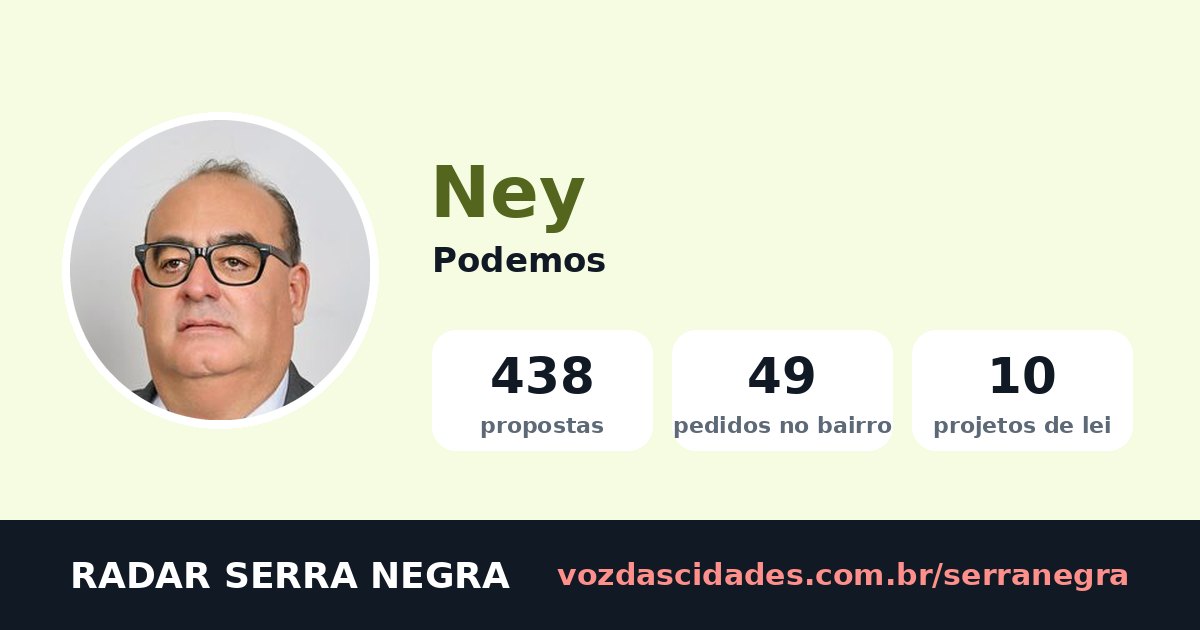 Ney
Podemos
438
propostas
49
pedidos no bairro
10
projetos de lei
RADAR SERRA NEGRA
vozdascidades.com.br/serranegra